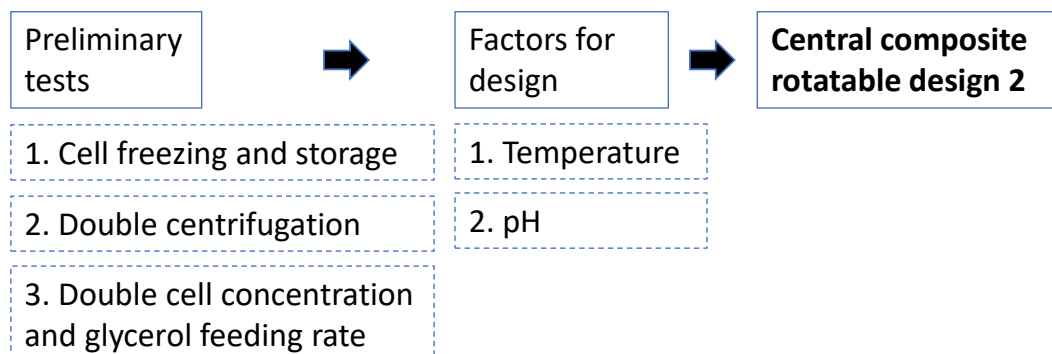 Preliminary
tests
Factors for
design
Central composite
rotatable design 2
1. Cell freezing and storage
2. Double centrifugation
3. Double cell concentration
and glycerol feeding rate
1. Temperature
2. pH